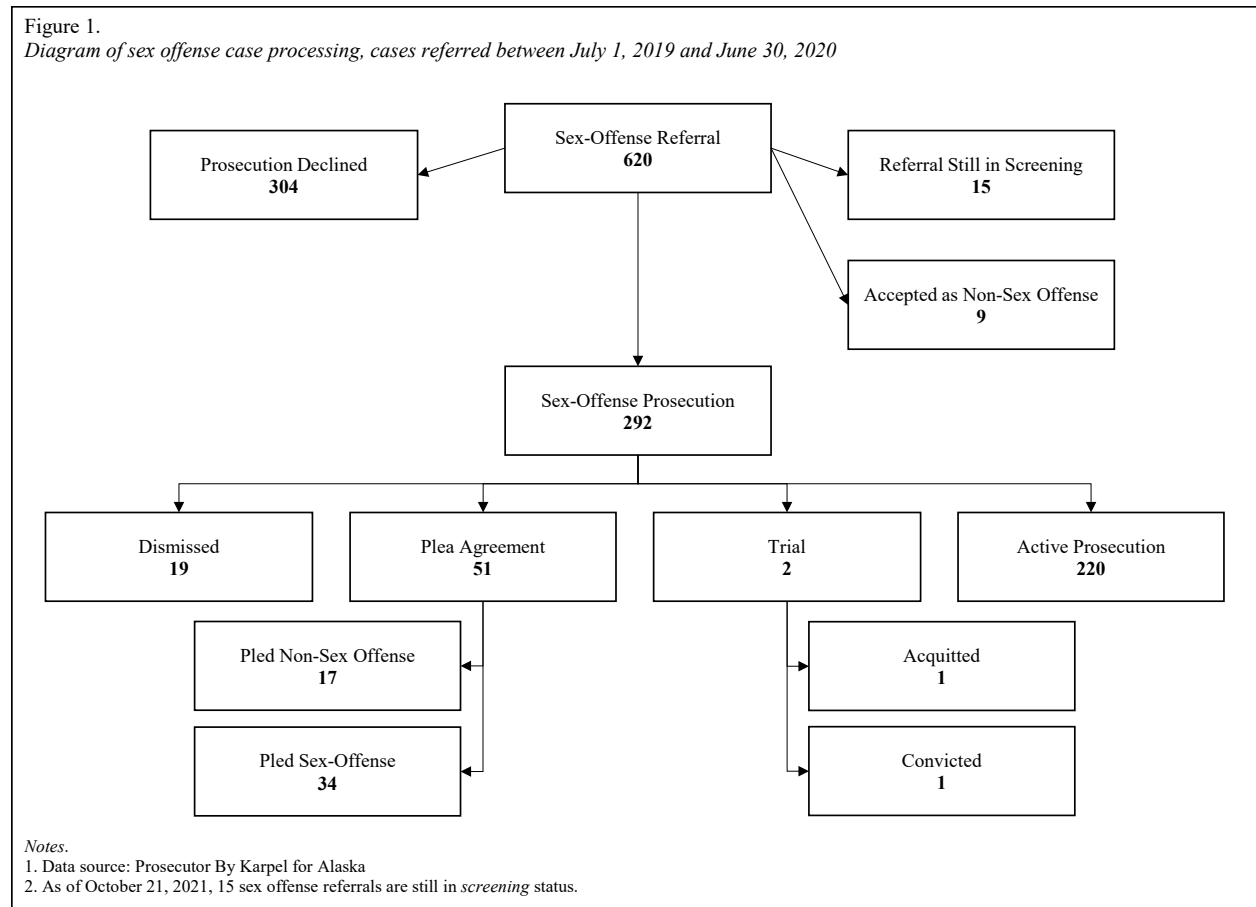 Figure 1.
Diagram of sex offense case processing, cases referred between July 1, 2019 and June 30, 2020
Sex-Offense Referral
620
Prosecution Declined
304
Referral Still in Screening
15
Accepted as Non-Sex Offense
9
Sex-Offense Prosecution
292
Dismissed
19
Plea Agreement
51
Trial
2
Active Prosecution
220
Pled Non-Sex Offense
17
Acquitted
1
Pled Sex-Offense
34
Convicted
1
Notes.
1. Data source: Prosecutor By Karpel for Alaska
2. As of October 21, 2021, 15 sex offense referrals are still in screening status.